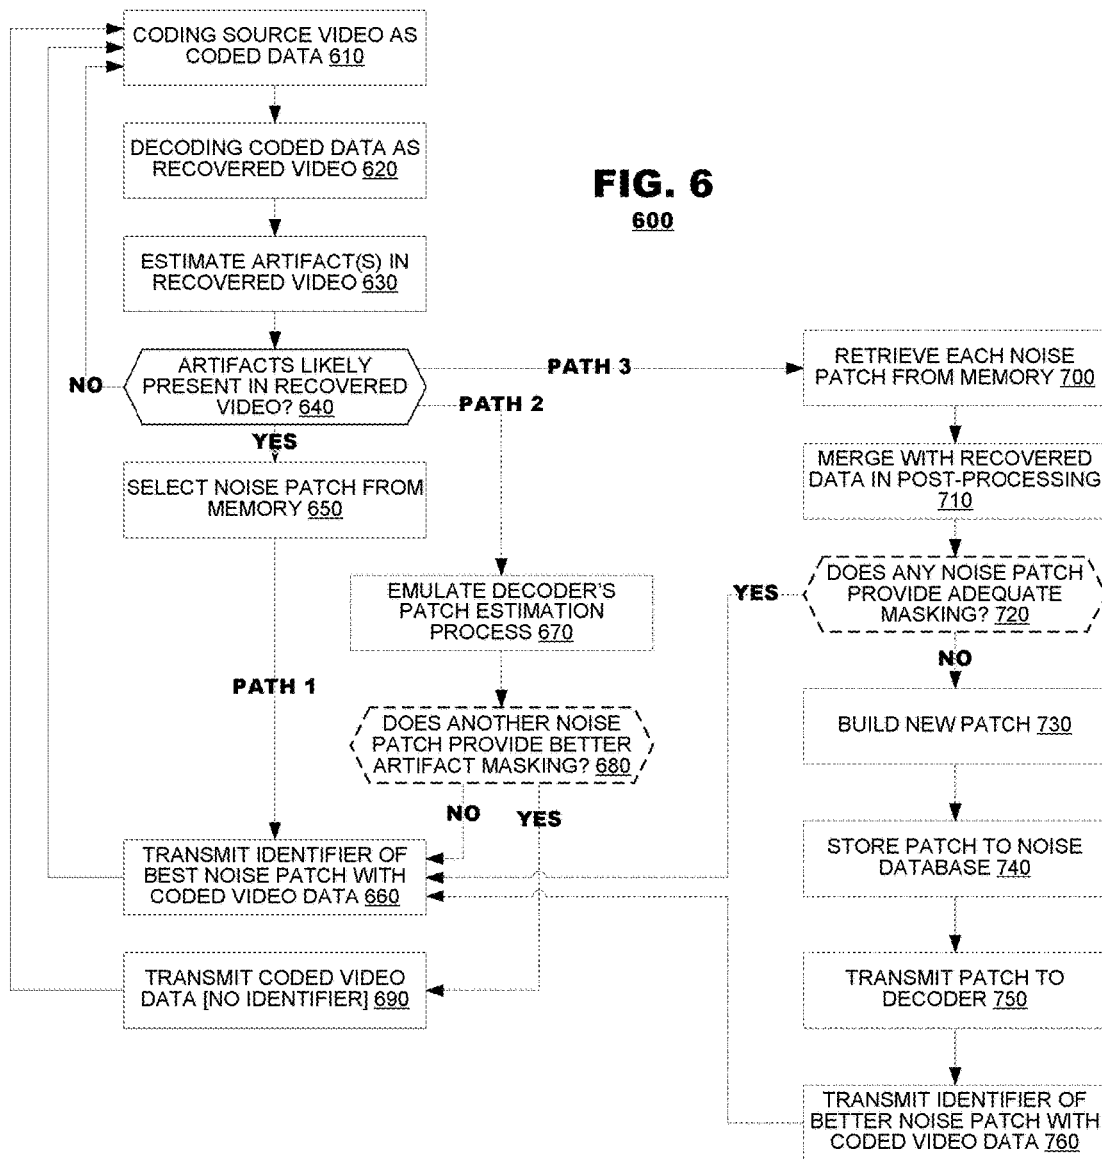 CODING SOURCE VIDEO AS
CODED DATA 610
DECODING CODED DATA AS
RECOVERED VIDEO 620
FIG. 6
600
ESTIMATE ARTIFACT(S) IN
RECOVERED VIDEO 630
ARTIFACTS LIKELY
PRESENT IN RECOVERED
VIDEO? 640
NO
YES
PATH 3
PATH 2
SELECT NOISE PATCH FROM
MEMORY 650
PATH 1
EMULATE DECODER'S
PATCH ESTIMATION
PROCESS 670
DOES ANOTHER NOISE
PATCH PROVIDE BETTER
ARTIFACT MASKING? 680
NO
YES
TRANSMIT IDENTIFIER OF
BEST NOISE PATCH WITH
CODED VIDEO DATA 660
TRANSMIT CODED VIDEO
DATA [NO IDENTIFIER] 690
RETRIEVE EACH NOISE
PATCH FROM MEMORY 700
MERGE WITH RECOVERED
DATA IN POST-PROCESSING
710
DOES ANY NOISE PATCH
PROVIDE ADEQUATE
MASKING? 720
YES
NO
BUILD NEW PATCH 730
STORE PATCH TO NOISE
DATABASE 740
TRANSMIT PATCH TO
DECODER 750
TRANSMIT IDENTIFIER OF
BETTER NOISE PATCH WITH
CODED VIDEO DATA 760